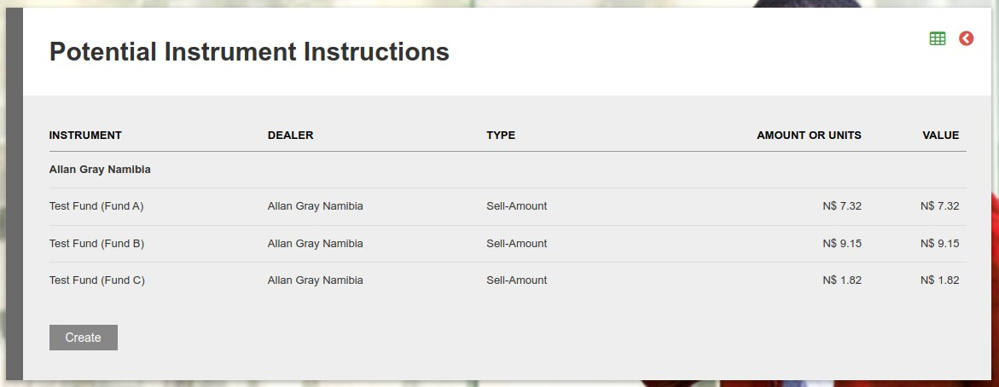 Potential Instrument Instructions
INSTRUMENT DEALER TYPE AMOUNT OR UNITS VALUE
Allan Gray Namibia
Test Fund (Fund A) Allan Gray Namibia Sell-Amount N$ 7.32 N$ 7.32
Test Fund (Fund B) Allan Gray Namibia Sell-Amount N$ 9.15 N$ 9.15
Test Fund (Fund C) Allan Gray Namibia Sell-Amount N$ 1.82 N$ 1.82
Create